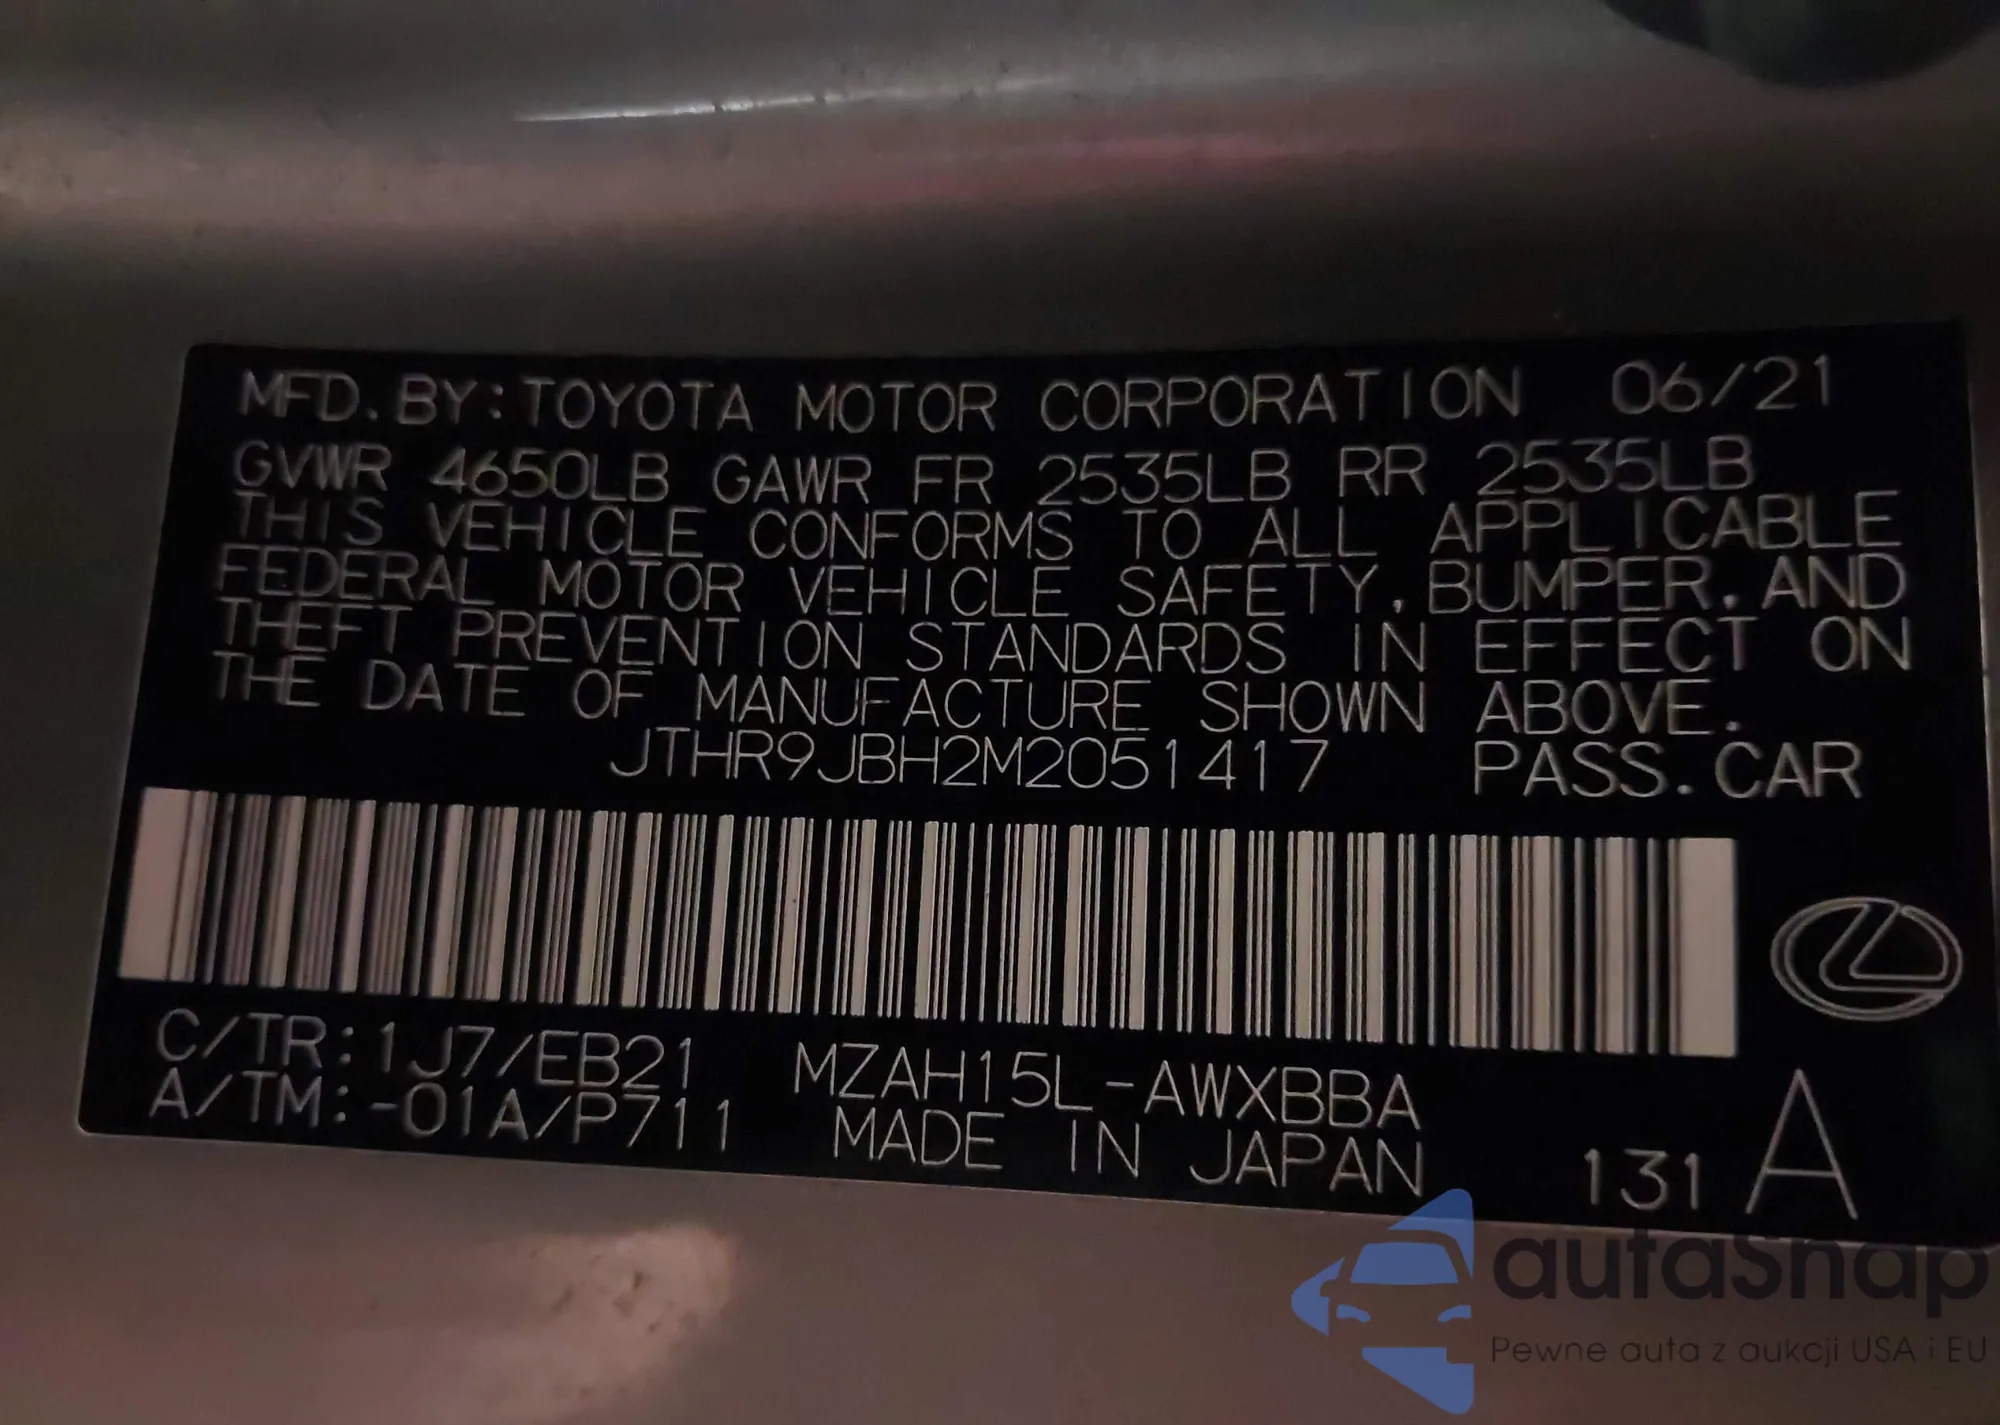 MFD. BY: TOYOTA MOTOR CORPORATION 06/21
GVWR 4650LB GAWR FR 2535LB RR 2535LB
THIS VEHICLE CONFORMS TO ALL APPLICABLE
FEDERAL MOTOR VEHICLE SAFETY, BUMPER, AND
THEFT PREVENTION STANDARDS IN EFFECT ON
THE DATE OF MANUFACTURE SHOWN ABOVE.
JTHR9JBH2M2051417 PASS. CAR
C/TR: 1J7/EB21 MZAH15L-AWXBBA
A/TM: -01A/P711 MADE IN JAPAN 131 A
autaSnap
Pewne auta z aukcji USA i EU